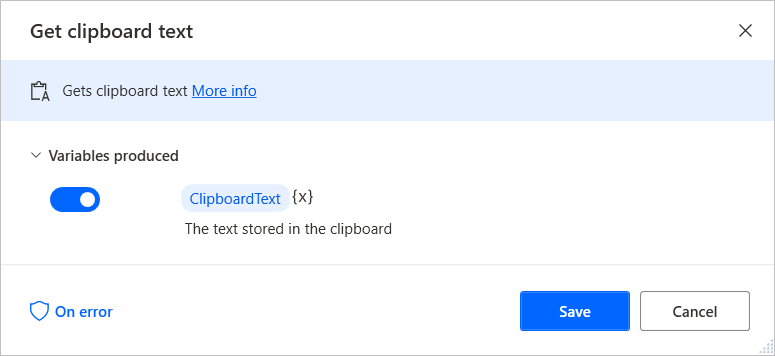 Get clipboard text
Gets clipboard text More info
Variables produced
ClipboardText {x}
The text stored in the clipboard
On error
Save
Cancel